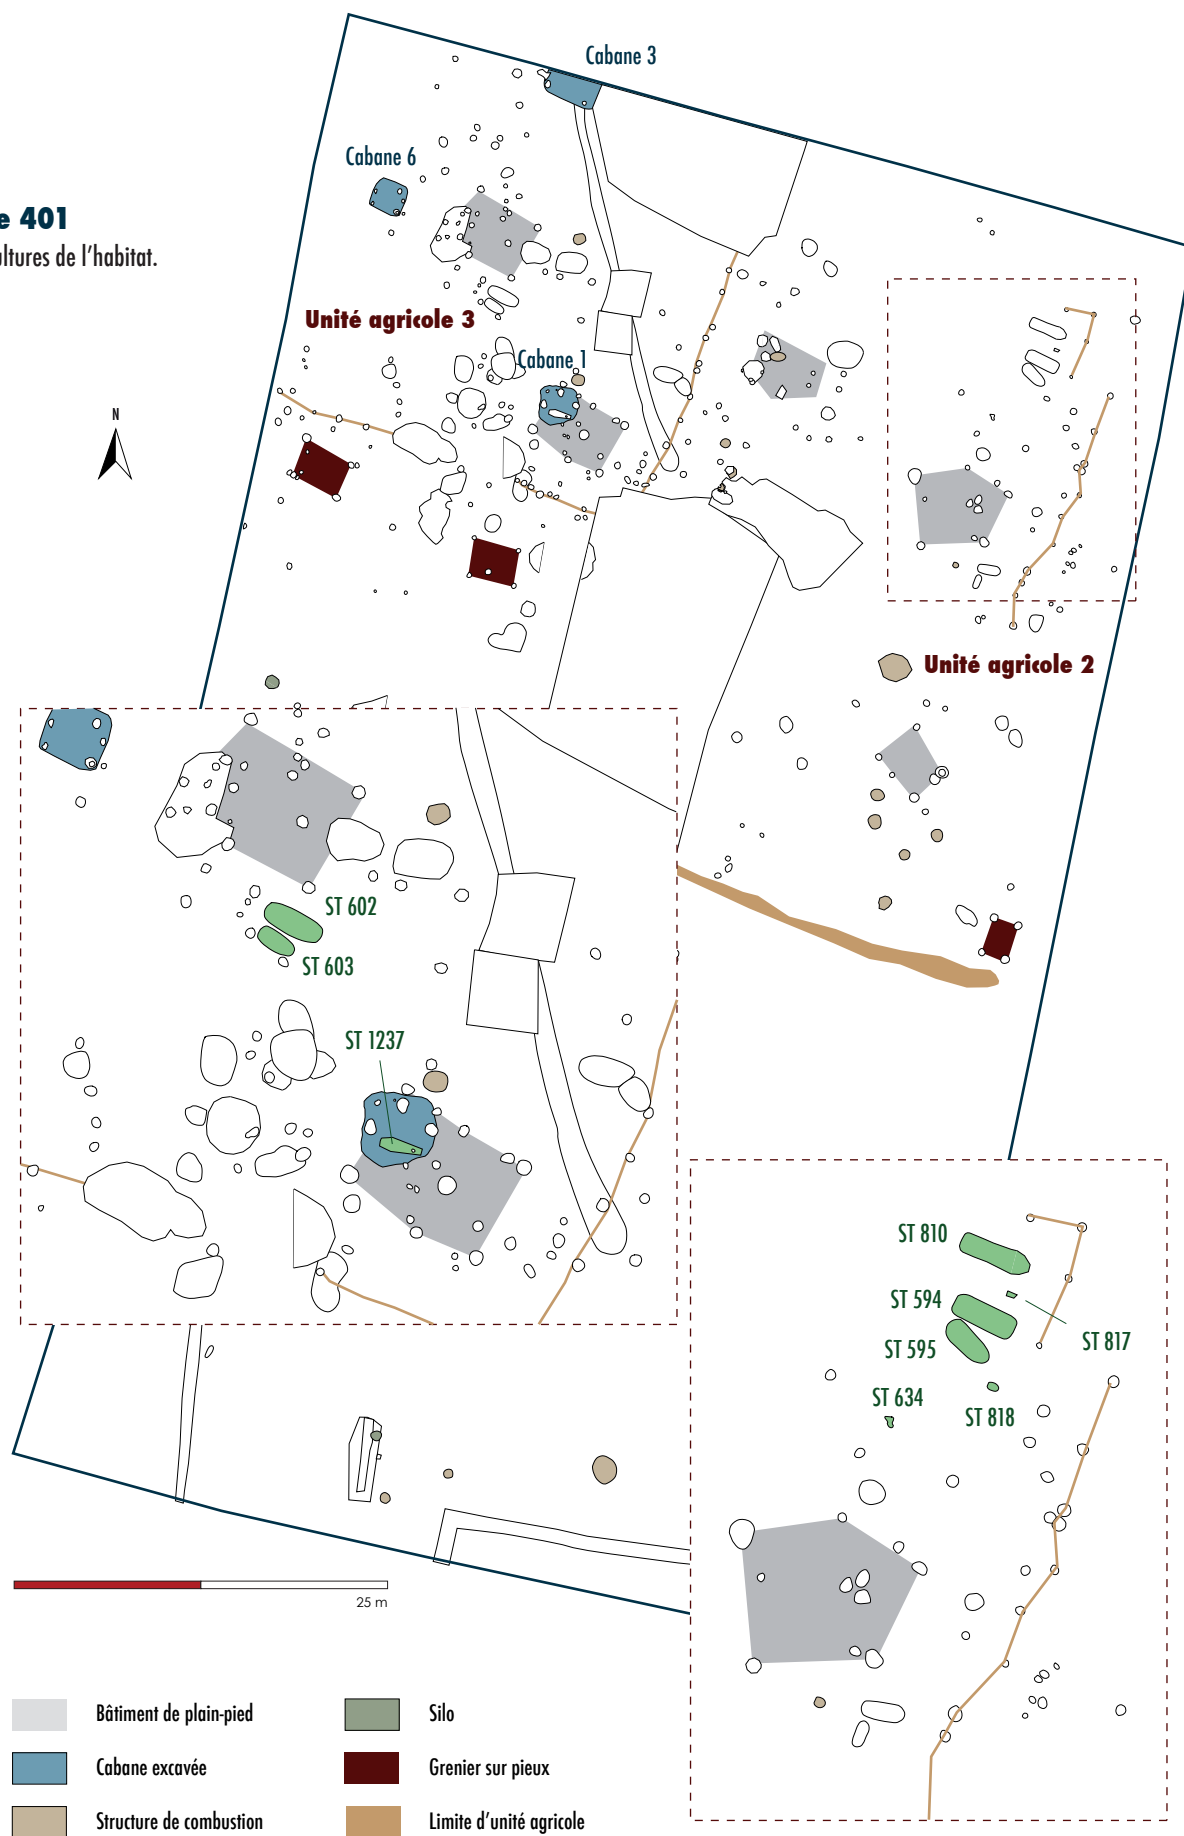 Cabane 3
Cabane 6
e 401
ltures de l'habitat.
Unité agricole 3
Cabane 1
N
Unité agricole 2
ST 602
ST 603
ST 1237
ST 810
ST 594
ST 817
ST 595
ST 634
ST 818
25 m
Bâtiment de plain-pied
Silo
Cabane excavée
Grenier sur pieux
Structure de combustion
Limite d'unité agricole